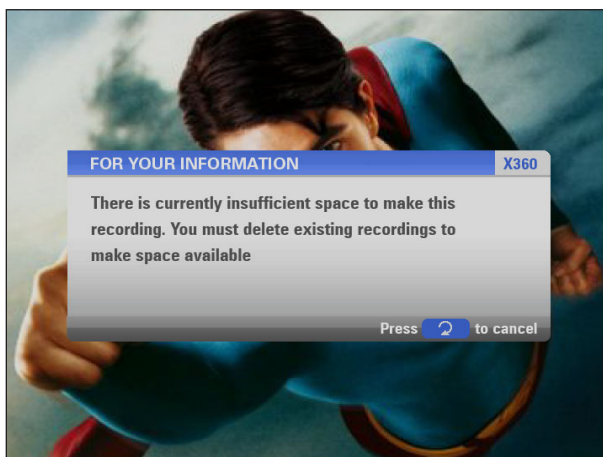 FOR YOUR INFORMATION X360
There is currently insufficient space to make this
recording. You must delete existing recordings to
make space available
Press to cancel